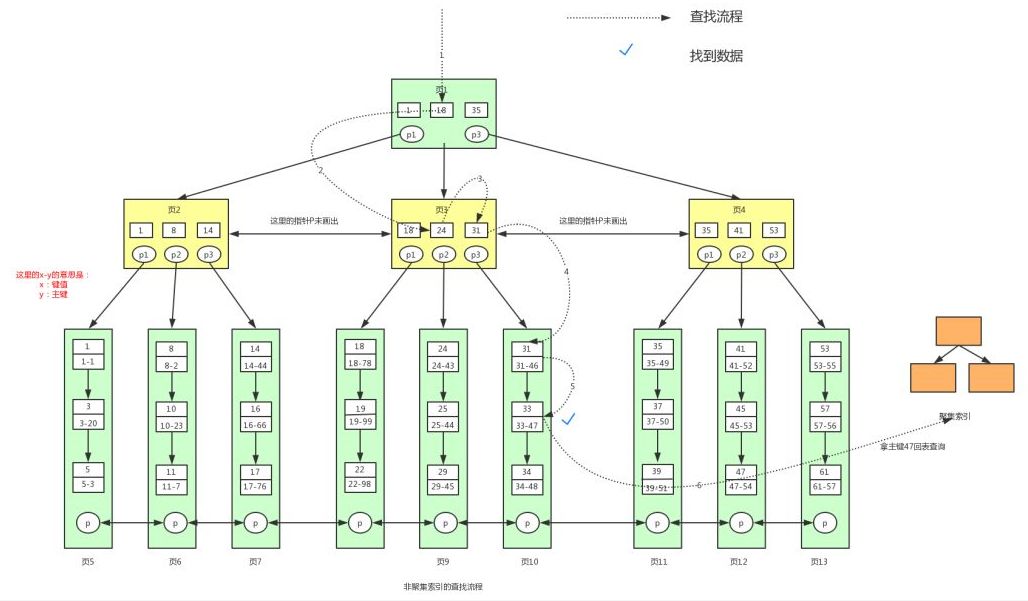 查找流程
找到数据
1
页1
1 18 35
p1 p3
2
3
页2
1 8 14
p1 p2 p3
这里的指针P未画出
页3
18 24 31
p1 p2 p3
这里的指针P未画出
页4
35 41 53
p1 p2 p3
4
这里的x-y的意思是：
x：键值
y：主键
1 8 14 18 24 31 35 41 53
1-1 8-2 14-44 18-78 24-43 31-46 35-49 41-52 53-55
5
3 10 16 19 25 33 37 45 57
3-20 10-23 16-66 19-99 25-44 33-47 37-50 45-53 57-56
聚集索引
拿主键47回表查询
5 11 17 22 29 34 39 47 61
5-3 11-7 17-76 22-98 29-45 34-48 39-51 47-54 61-57
6
p p p p p p p p p
页5 页6 页7 页9 页10 页11 页12 页13
非聚集索引的查找流程